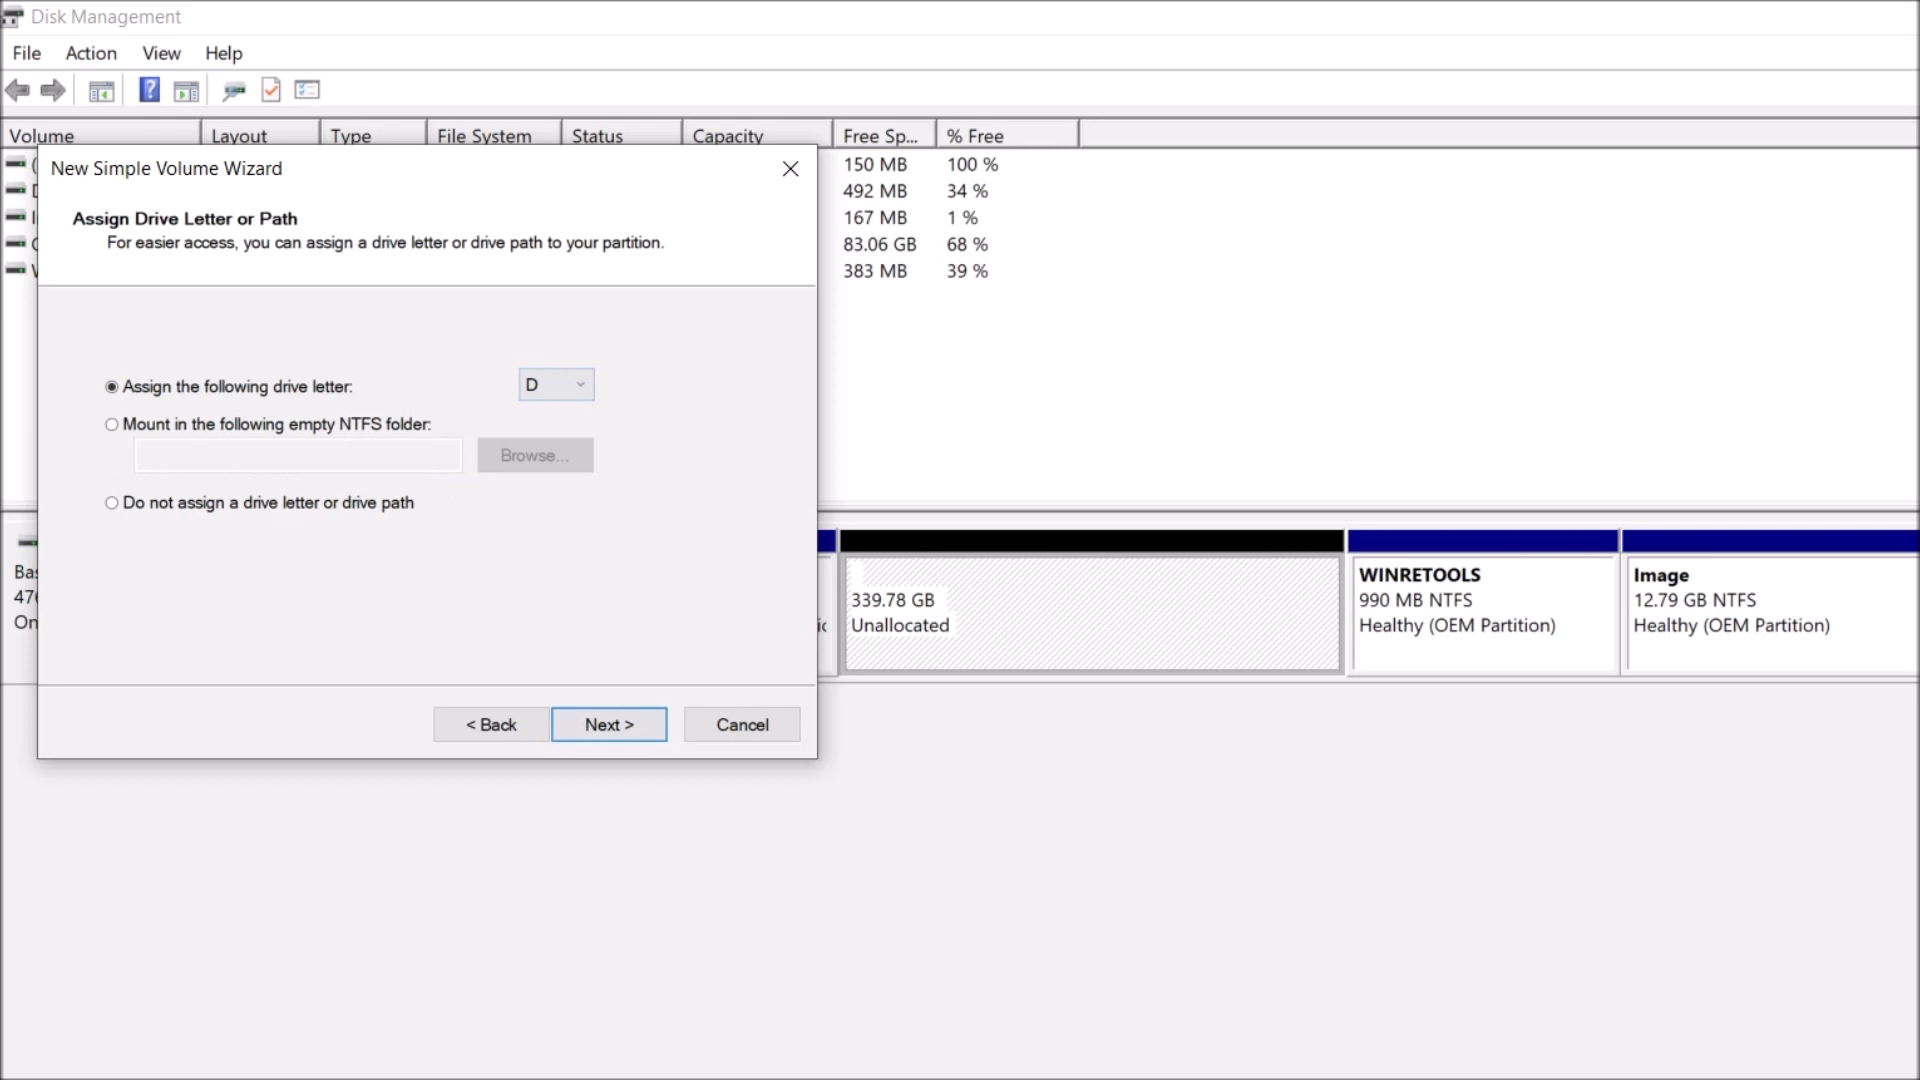 Disk Management
File Action View Help
Volume Layout Type File System Status Capacity Free Sp... % Free
150 MB 100 %
492 MB 34 %
167 MB 1 %
83.06 GB 68 %
383 MB 39 %
New Simple Volume Wizard
Assign Drive Letter or Path
For easier access, you can assign a drive letter or drive path to your partition.
Assign the following drive letter: D
Mount in the following empty NTFS folder:
Browse...
Do not assign a drive letter or drive path
< Back Next > Cancel
Bas
476
On
339.78 GB
Unallocated
WINRETOOLS
990 MB NTFS
Healthy (OEM Partition)
Image
12.79 GB NTFS
Healthy (OEM Partition)